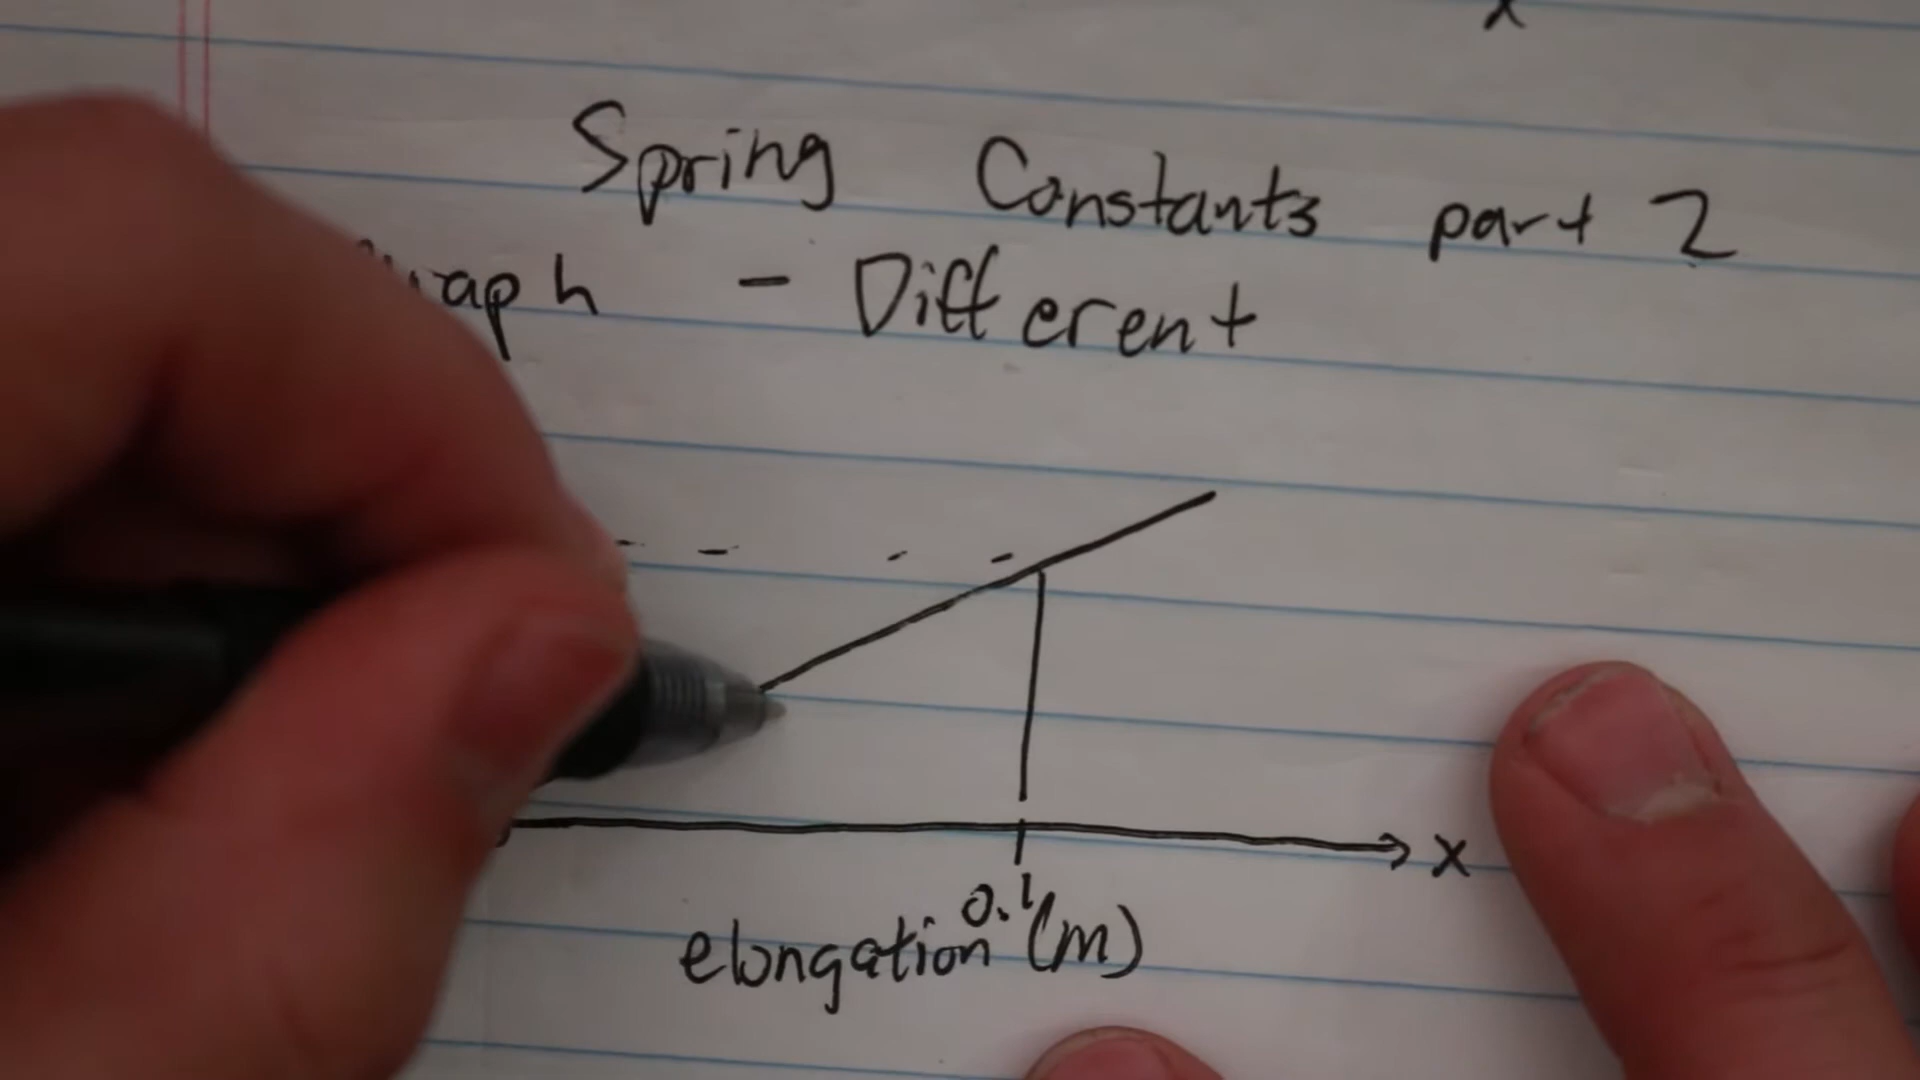 Spring Constants part 2
- Different
x
0.1
elongation (m)